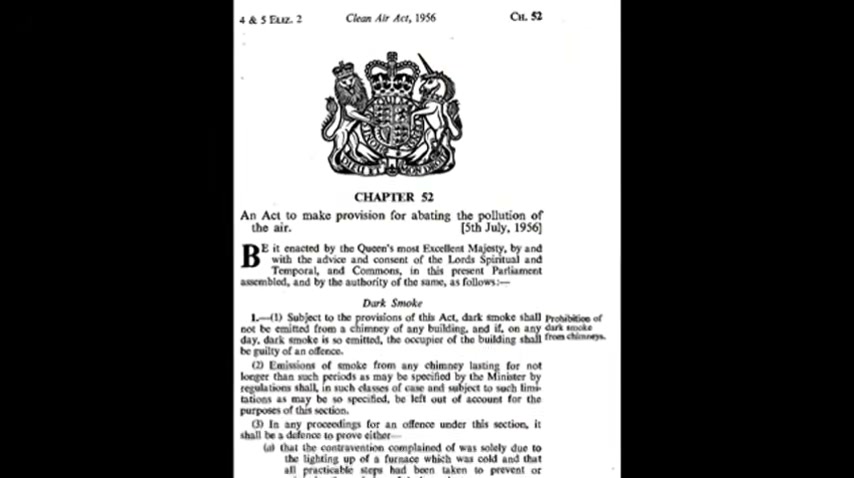 4 & 5 ELIZ. 2 Clean Air Act, 1956 CH. 52
DIEU ET MON DROIT
CHAPTER 52
An Act to make provision for abating the pollution of
the air. [5th July, 1956]
BE it enacted by the Queen's most Excellent Majesty, by and
with the advice and consent of the Lords Spiritual and
Temporal, and Commons, in this present Parliament
assembled, and by the authority of the same, as follows:—
Dark Smoke
1.—(1) Subject to the provisions of this Act, dark smoke shall
not be emitted from a chimney of any building, and if, on any
day, dark smoke is so emitted, the occupier of the building shall
be guilty of an offence.
Prohibition of
dark smoke
from chimneys.
(2) Emissions of smoke from any chimney lasting for not
longer than such periods as may be specified by the Minister by
regulations shall, in such classes of case and subject to such limi-
tations as may be so specified, be left out of account for the
purposes of this section.
(3) In any proceedings for an offence under this section, it
shall be a defence to prove either—
(a) that the contravention complained of was solely due to
the lighting up of a furnace which was cold and that
all practicable steps had been taken to prevent or